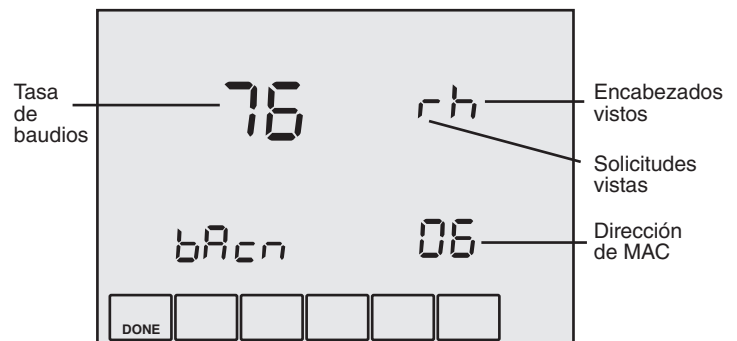 Tasa
de
baudios
76
rh
Encabezados
vistos
Solicitudes
vistas
bAcn
06
Dirección
de MAC
DONE